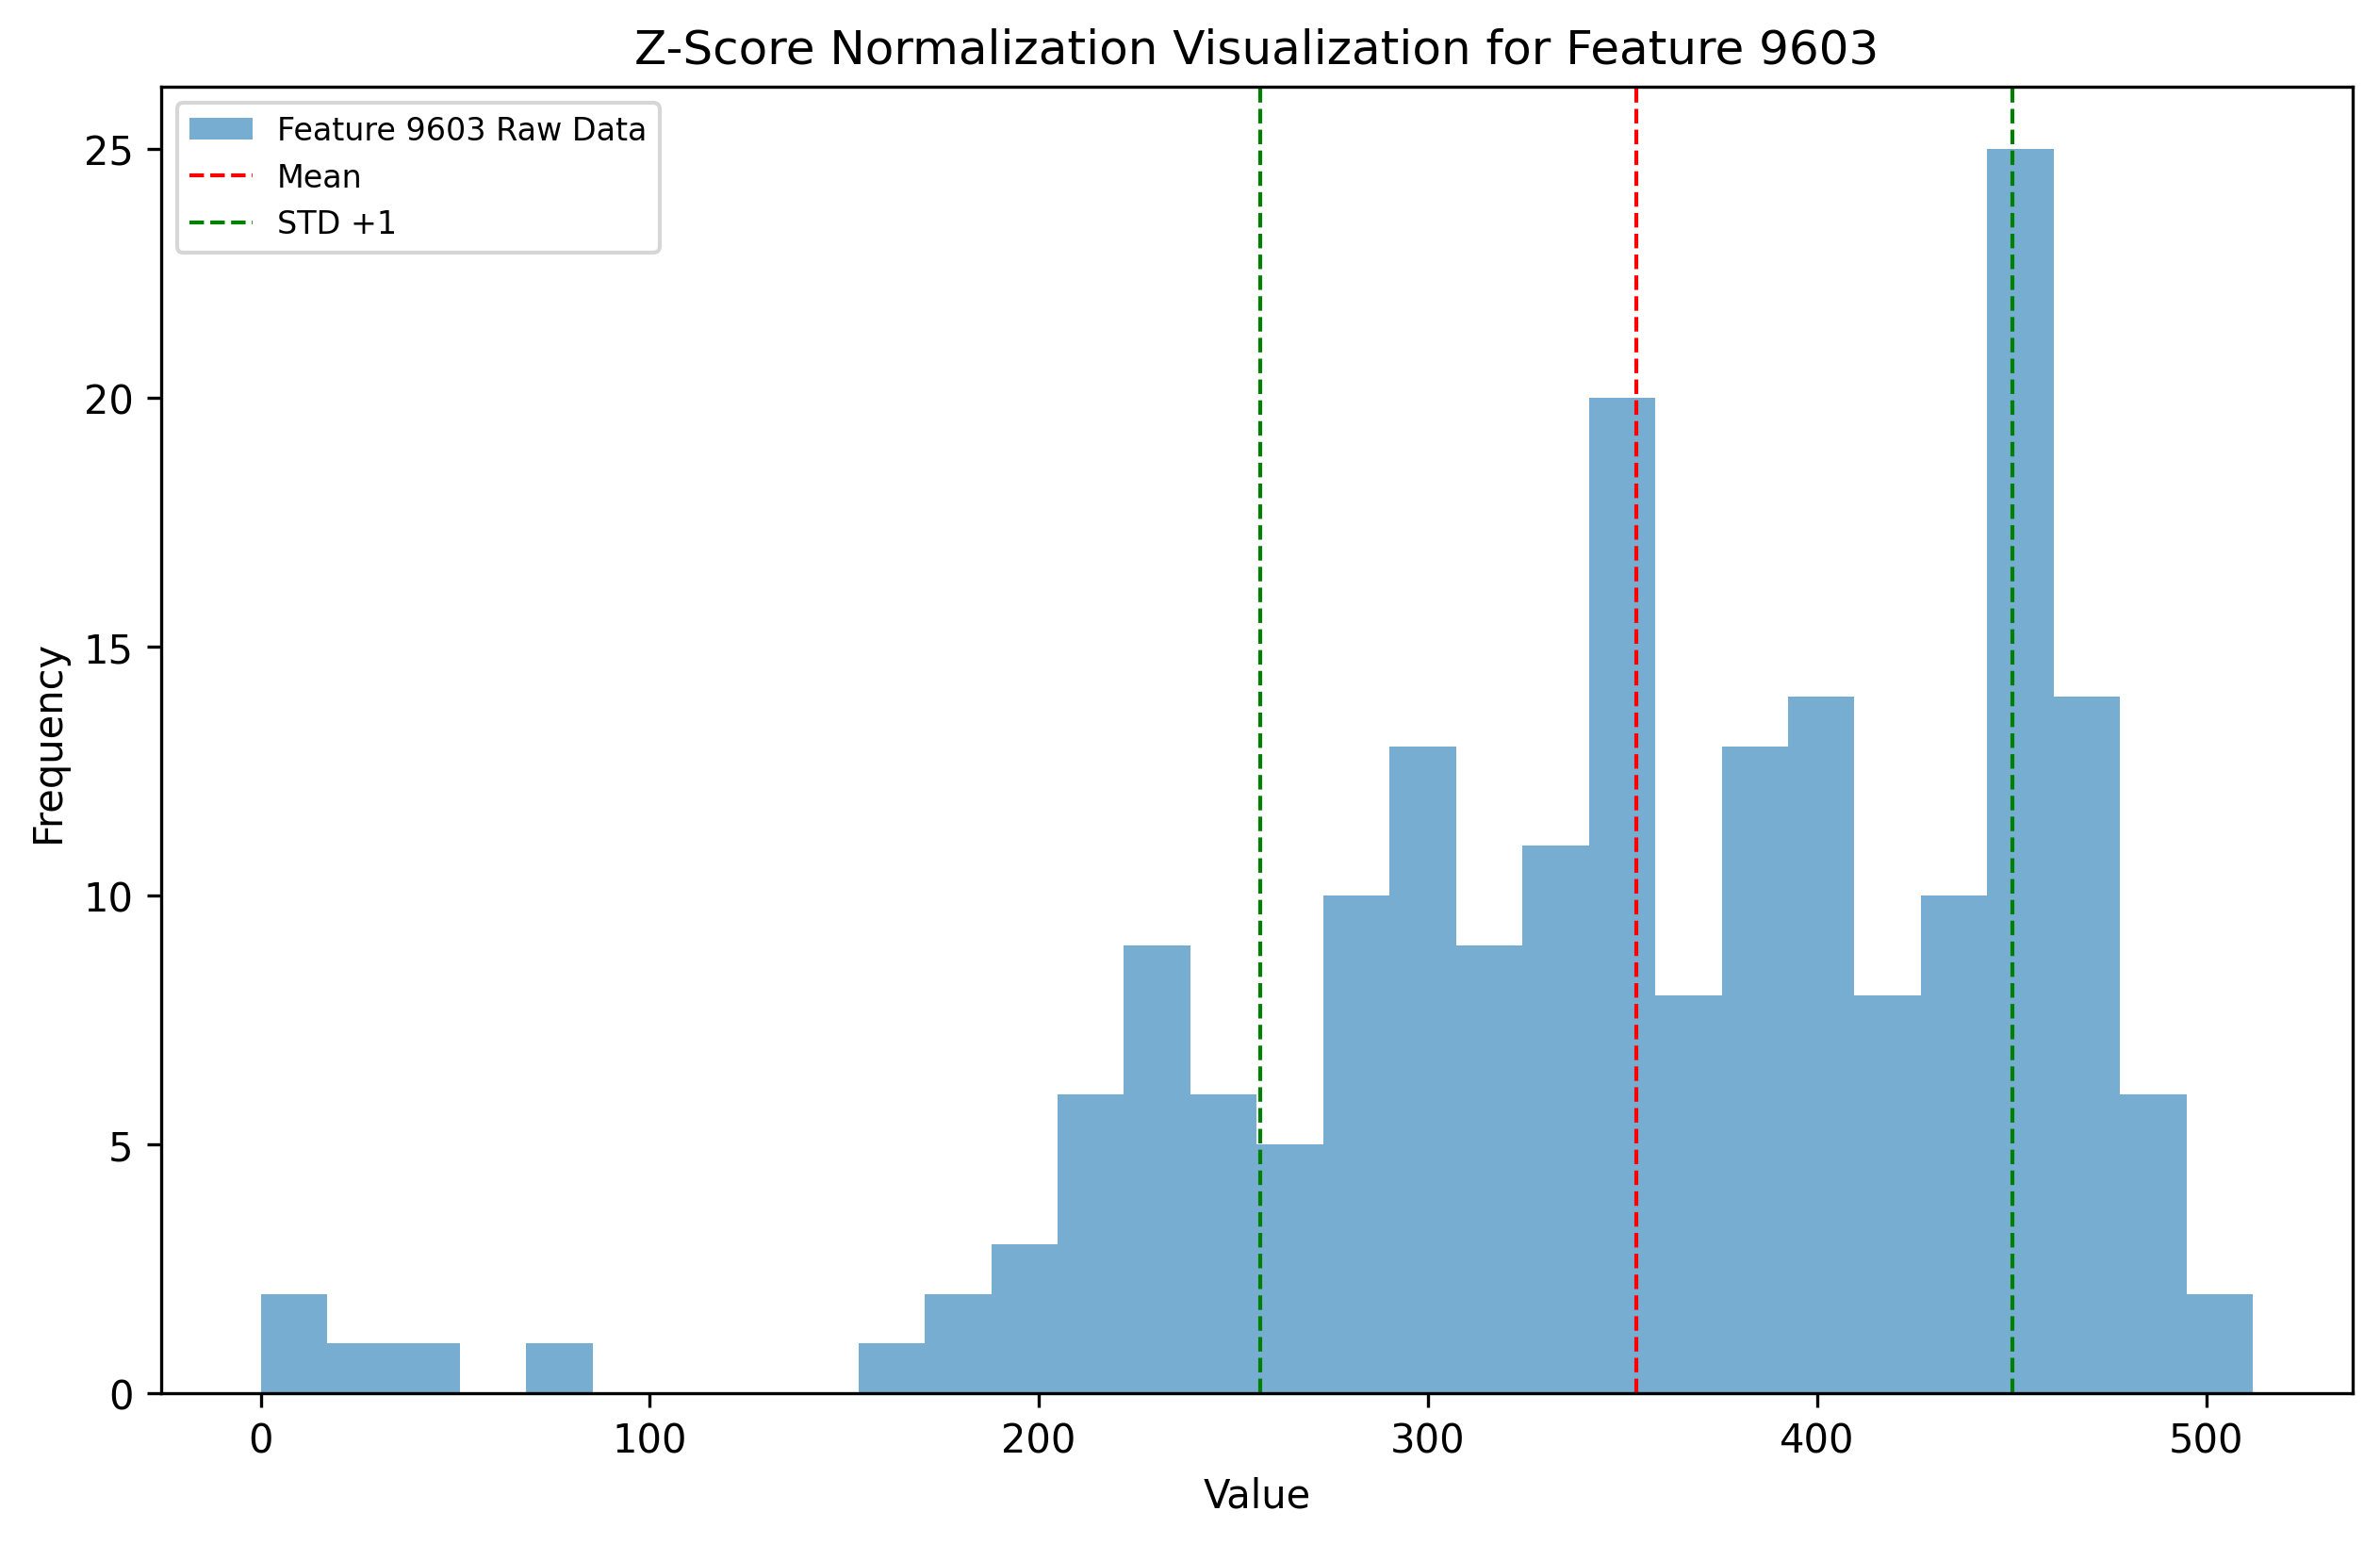 Z-Score Normalization Visualization for Feature 9603
Feature 9603 Raw Data
Mean
STD +1
25
20
15
10
5
0
Frequency
0 100 200 300 400 500
Value